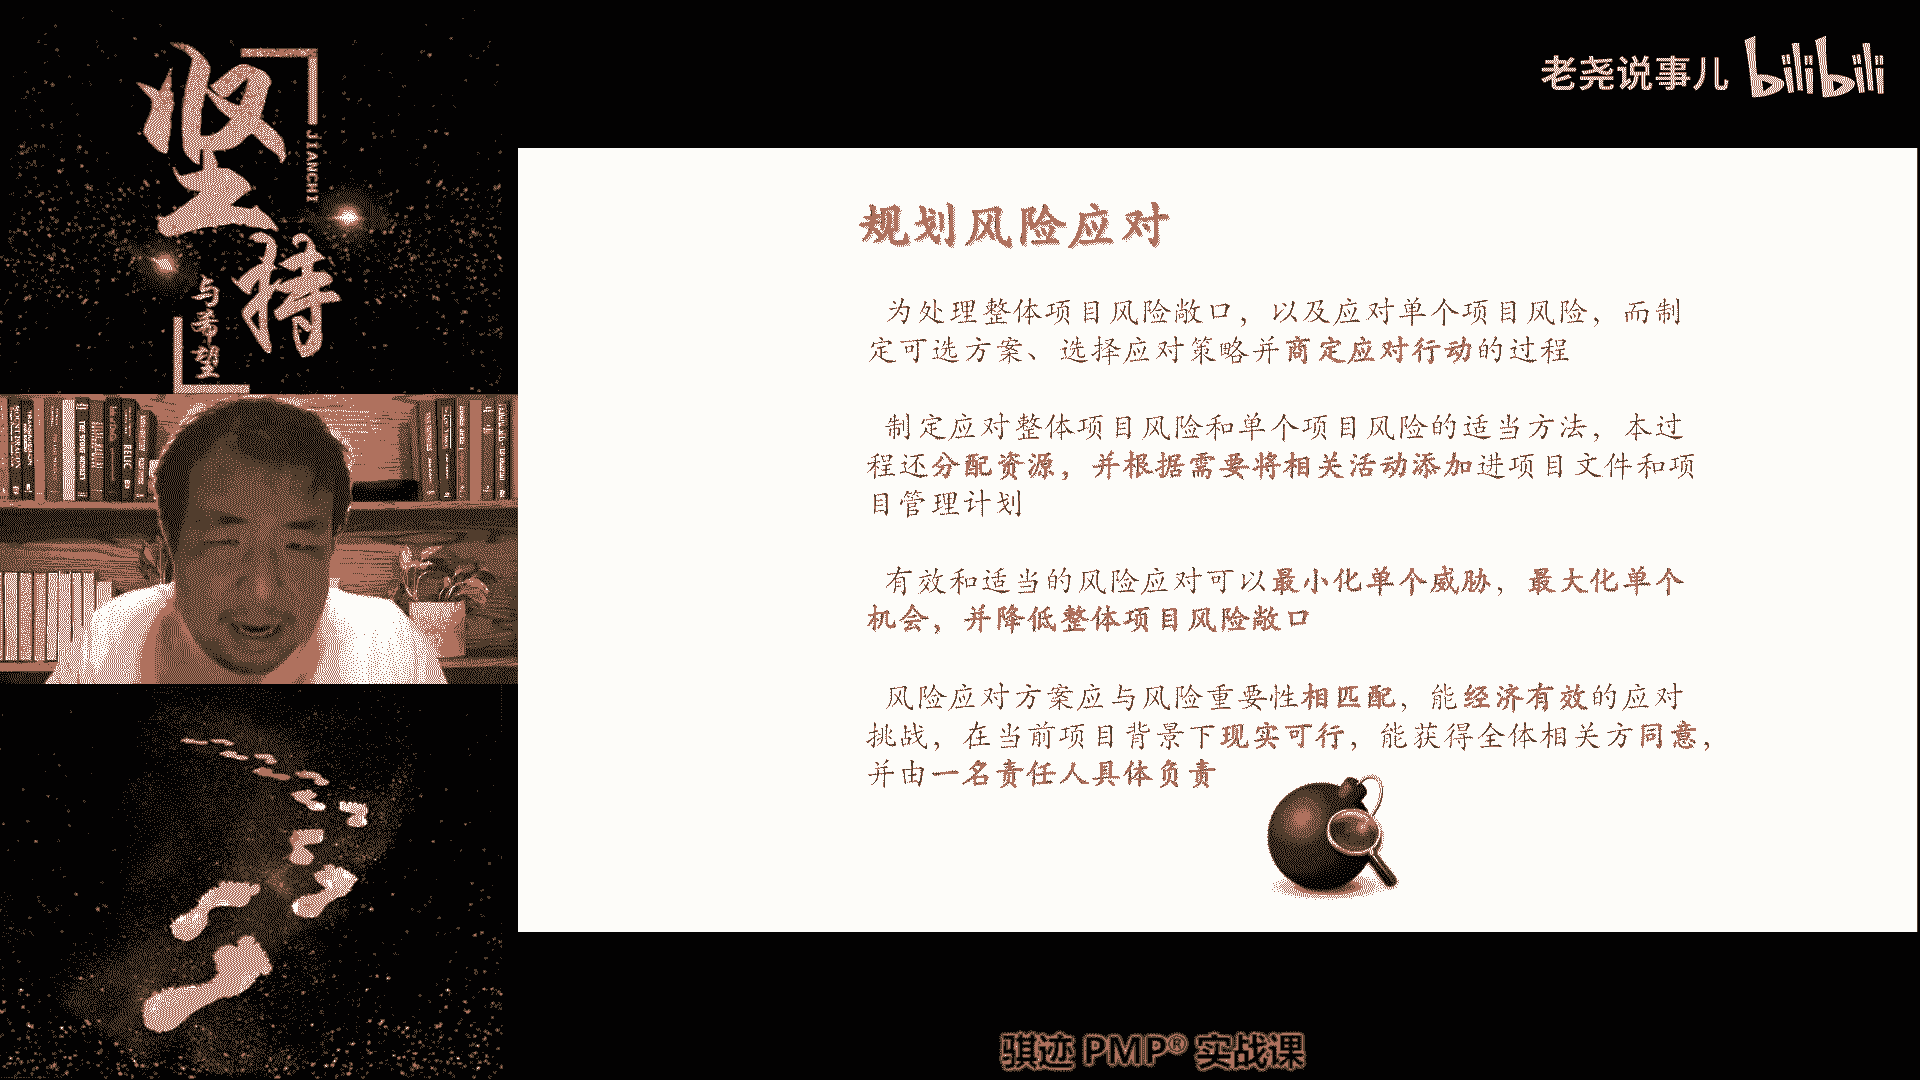 坚持
JIANCHI
与希望
老尧说事儿 bilibili
规划风险应对
为处理整体项目风险敞口，以及应对单个项目风险，而制
定可选方案、选择应对策略并商定应对行动的过程
制定应对整体项目风险和单个项目风险的适当方法，本过
程还分配资源，并根据需要将相关活动添加进项目文件和项
目管理计划
有效和适当的风险应对可以最小化单个威胁，最大化单个
机会，并降低整体项目风险敞口
风险应对方案应与风险重要性相匹配，能经济有效的应对
挑战，在当前项目背景下现实可行，能获得全体相关方同意，
并由一名责任人具体负责
骐迹 PMP® 实战课